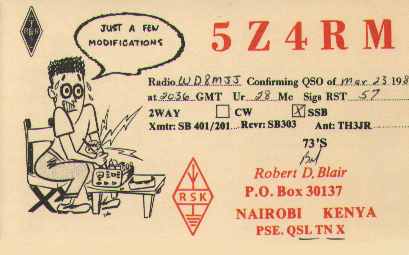 5Z4RM
JUST A FEW
MODIFICATIONS
Radio WD8MJJ Confirming QSO of Mar 23 198
at 2036 GMT Ur 28 Mc Sigs RST 57
2WAY CW X SSB
Xmtr: SB 401/201 Rcvr: SB303 Ant: TH3JR
73'S
Bob
Robert D. Blair
P.O. Box 30137
RSK
NAIROBI KENYA
PSE. QSL TNX